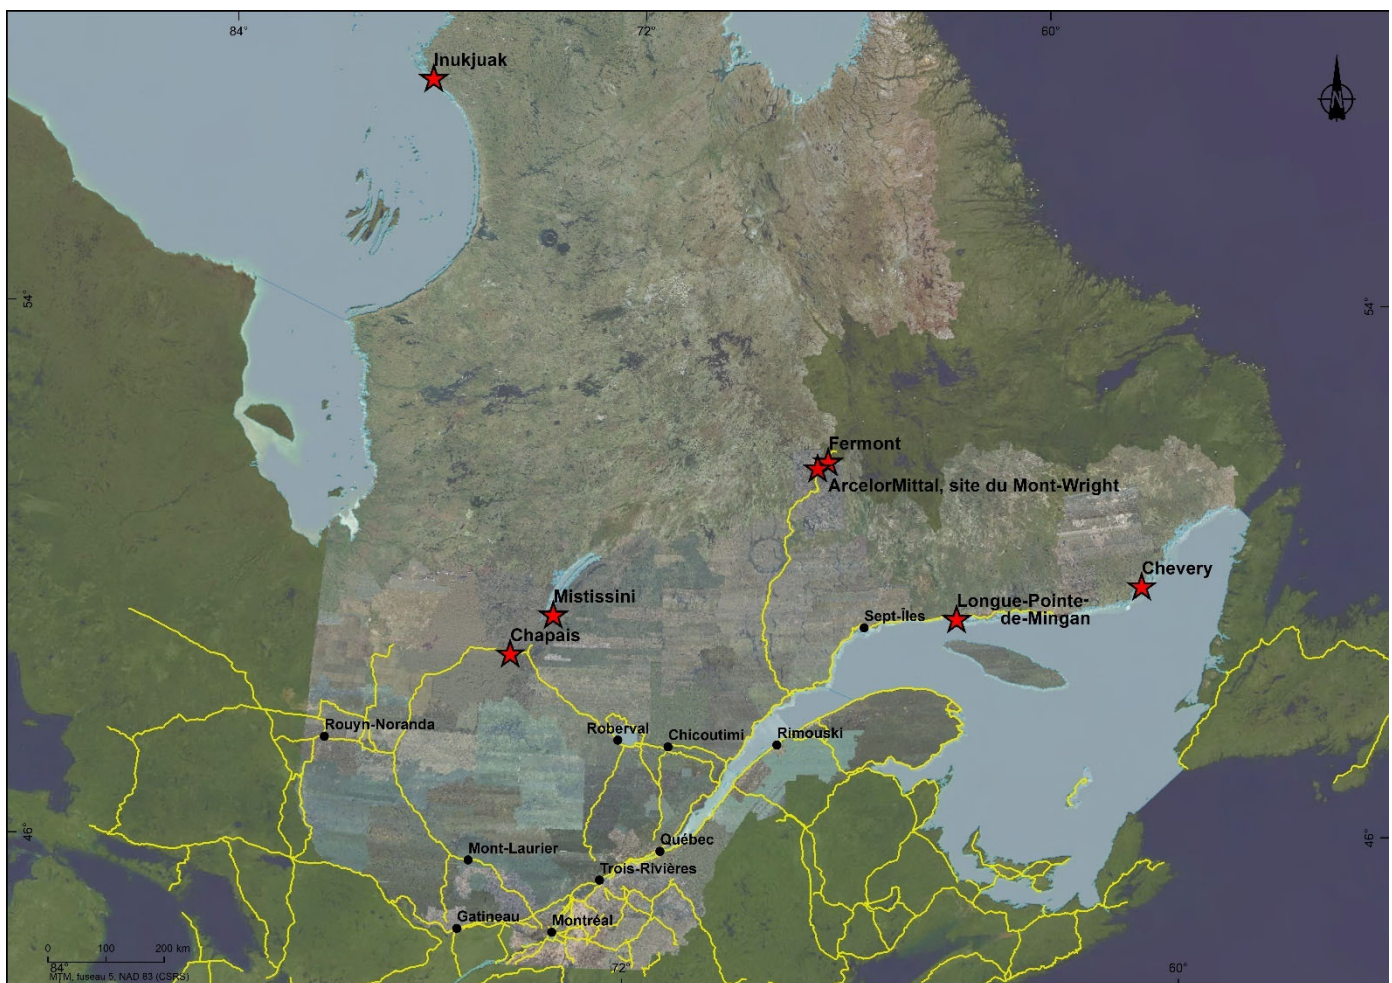 84°
72°
60°
Inukjuak
N
54°
54°
Fermont
ArcelorMittal, site du Mont-Wright
Chevery
Mistissini
Longue-Pointe-
de-Mingan
Sept-Îles
Chapais
Rouyn-Noranda
Roberval
Chicoutimi
Rimouski
46°
46°
Québec
Mont-Laurier
Trois-Rivières
Gatineau
Montréal
0 100 200 km
84°
72°
60°
MTM, fuseau 5, NAD 83 (CSRS)